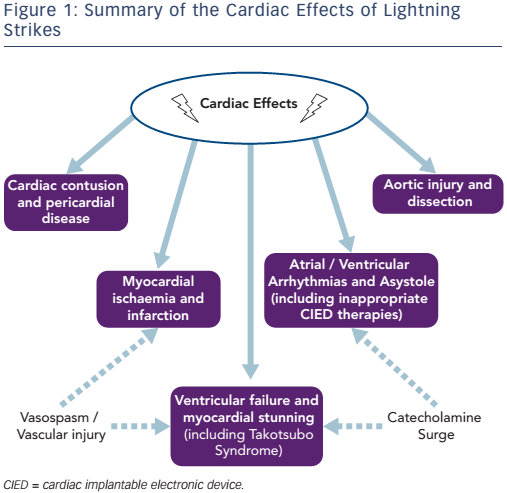 Figure 1: Summary of the Cardiac Effects of Lightning
Strikes
Cardiac Effects
Cardiac contusion
and pericardial
disease
Aortic injury and
dissection
Myocardial
ischaemia and
infarction
Atrial / Ventricular
Arrhythmias and Asystole
(including inappropriate
CIED therapies)
Ventricular failure and
myocardial stunning
(including Takotsubo
Syndrome)
Vasospasm /
Vascular injury
Catecholamine
Surge
CIED = cardiac implantable electronic device.